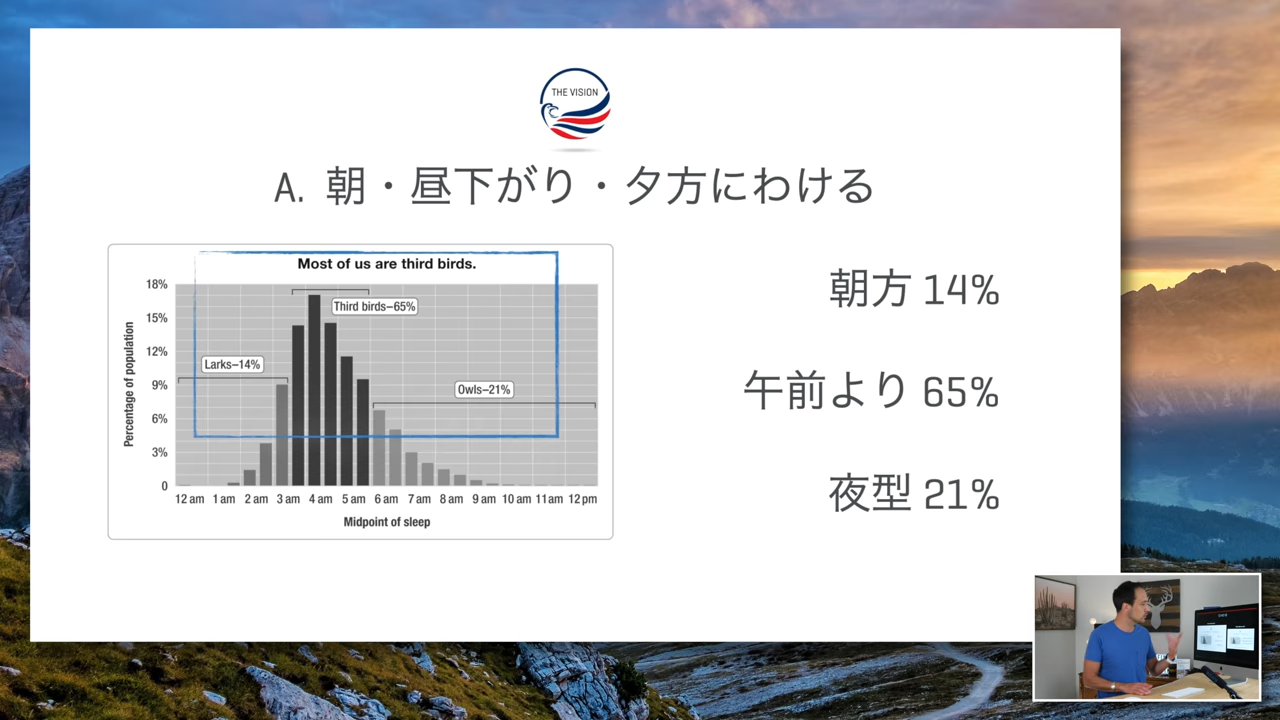 THE VISION
A. 朝・昼下がり・夕方にわける
Most of us are third birds.
18%
15%
12%
9%
6%
3%
0
Percentage of population
Third birds–65%
Larks–14%
Owls–21%
12 am 1 am 2 am 3 am 4 am 5 am 6 am 7 am 8 am 9 am 10 am 11 am 12 pm
Midpoint of sleep
朝方 14%
午前より 65%
夜型 21%